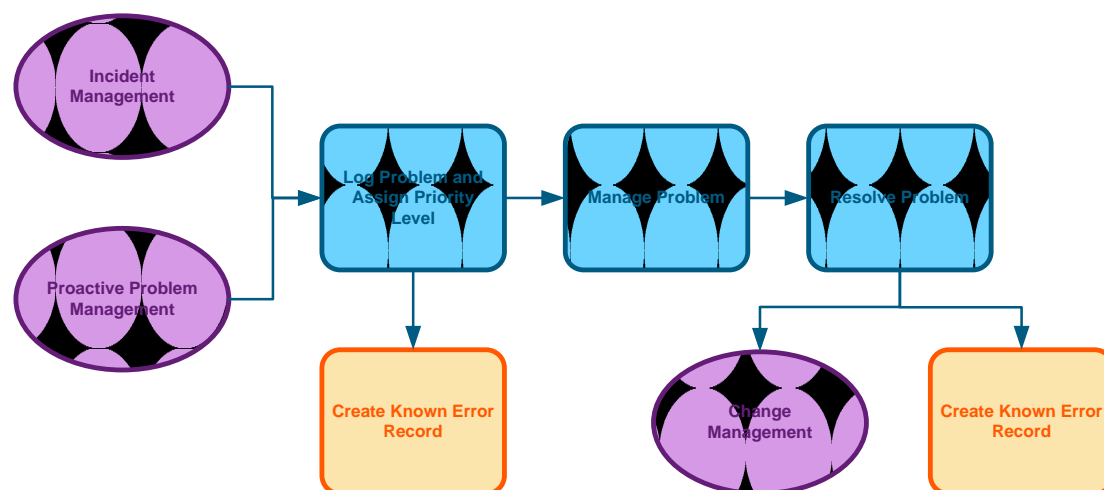 Incident
Management
Proactive Problem
Management
Log Problem and
Assign Priority
Level
Manage Problem
Resolve Problem
Create Known Error
Record
Change
Management
Create Known Error
Record